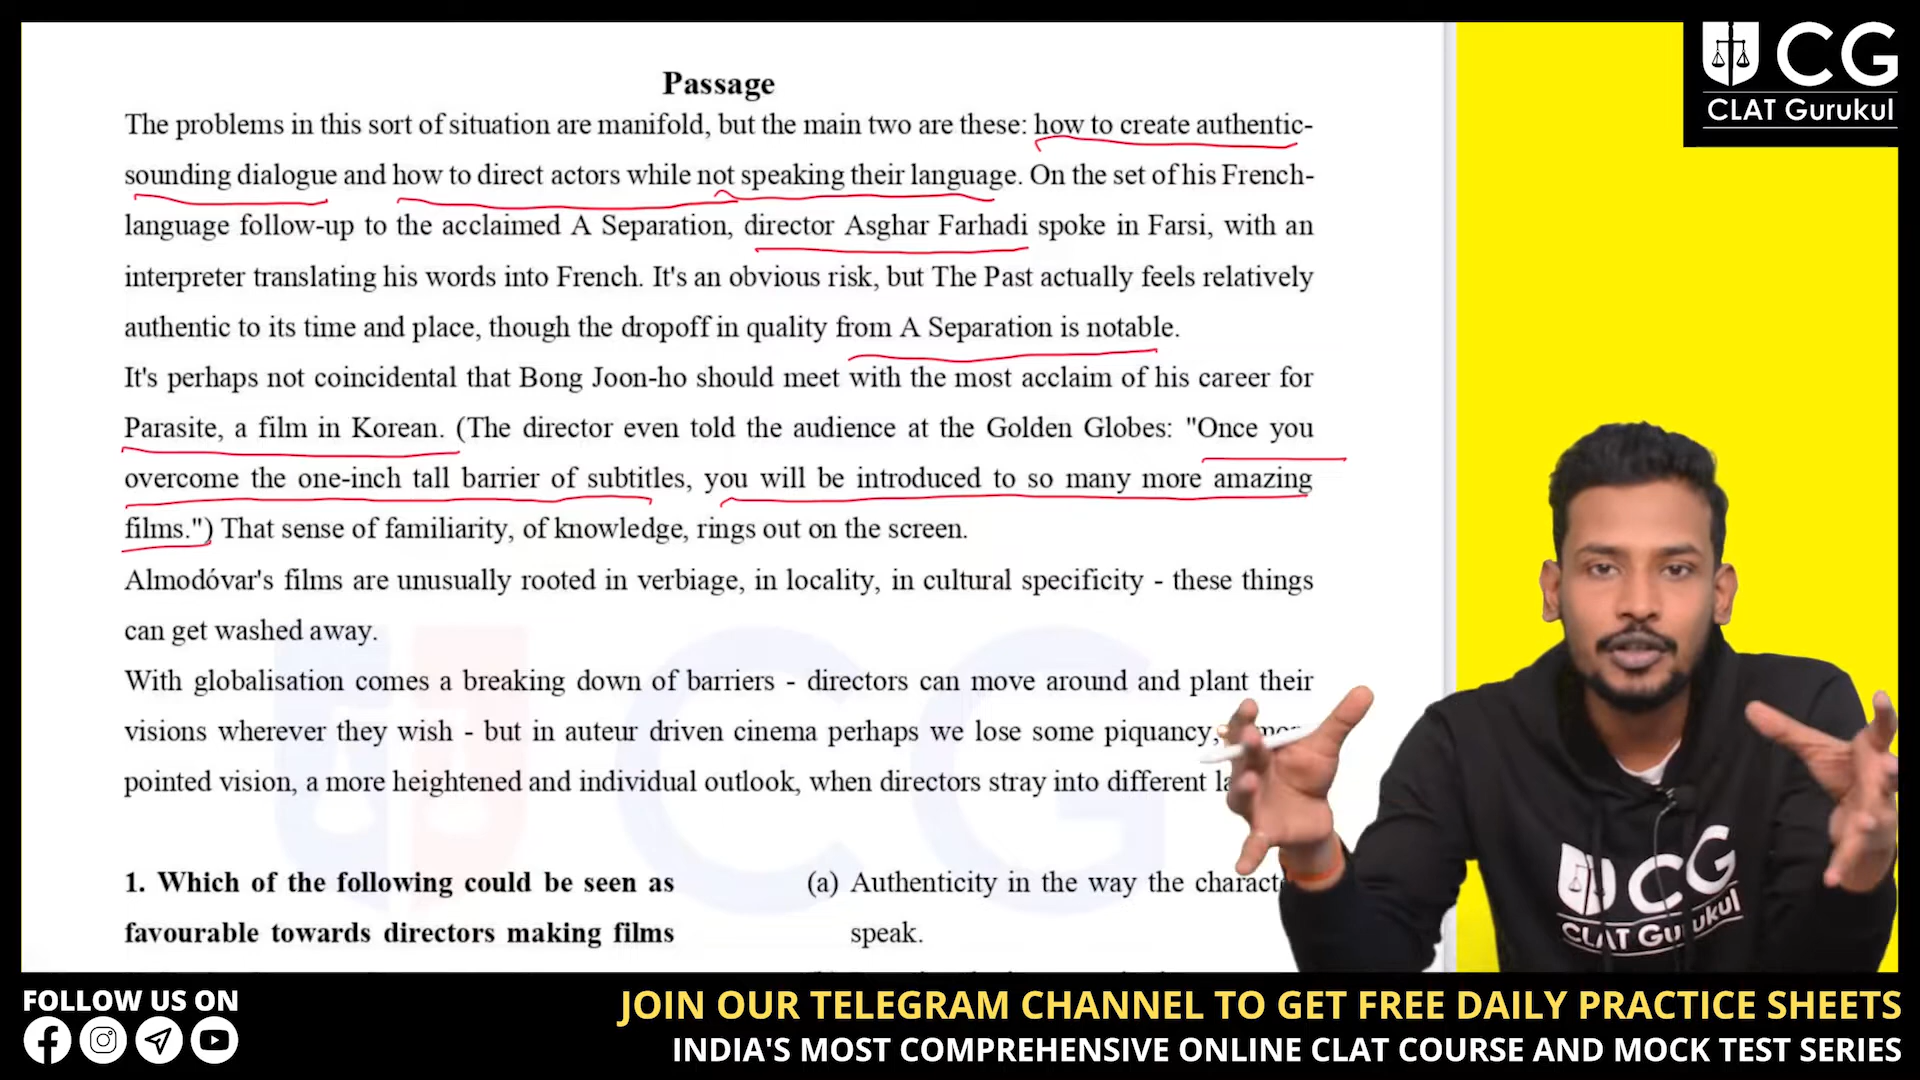 CG
CLAT Gurukul
Passage
The problems in this sort of situation are manifold, but the main two are these: how to create authentic-
sounding dialogue and how to direct actors while not speaking their language. On the set of his French-
language follow-up to the acclaimed A Separation, director Asghar Farhadi spoke in Farsi, with an
interpreter translating his words into French. It's an obvious risk, but The Past actually feels relatively
authentic to its time and place, though the dropoff in quality from A Separation is notable.
It's perhaps not coincidental that Bong Joon-ho should meet with the most acclaim of his career for
Parasite, a film in Korean. (The director even told the audience at the Golden Globes: "Once you
overcome the one-inch tall barrier of subtitles, you will be introduced to so many more amazing
films.") That sense of familiarity, of knowledge, rings out on the screen.
Almodóvar's films are unusually rooted in verbiage, in locality, in cultural specificity - these things
can get washed away.
With globalisation comes a breaking down of barriers - directors can move around and plant their
visions wherever they wish - but in auteur driven cinema perhaps we lose some piquancy,
pointed vision, a more heightened and individual outlook, when directors stray into different
1. Which of the following could be seen as
favourable towards directors making films
(a) Authenticity in the way the
speak.
CG
CLAT Gurukul
FOLLOW US ON
JOIN OUR TELEGRAM CHANNEL TO GET FREE DAILY PRACTICE SHEETS
INDIA'S MOST COMPREHENSIVE ONLINE CLAT COURSE AND MOCK TEST SERIES